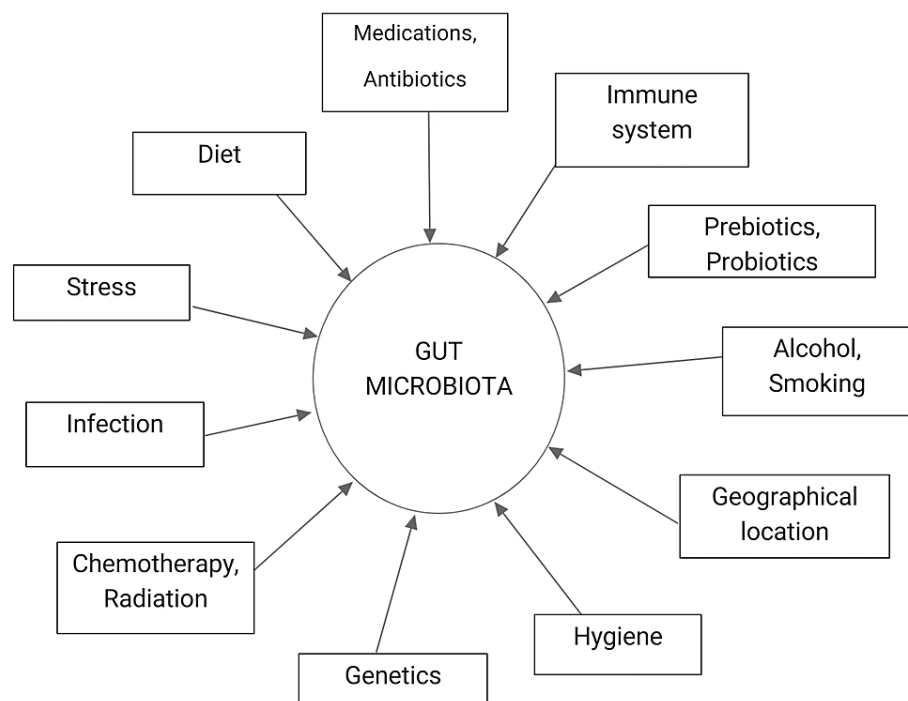 Medications,
Antibiotics
Immune
system
Diet
Prebiotics,
Probiotics
Stress
GUT
MICROBIOTA
Alcohol,
Smoking
Infection
Geographical
location
Chemotherapy,
Radiation
Hygiene
Genetics